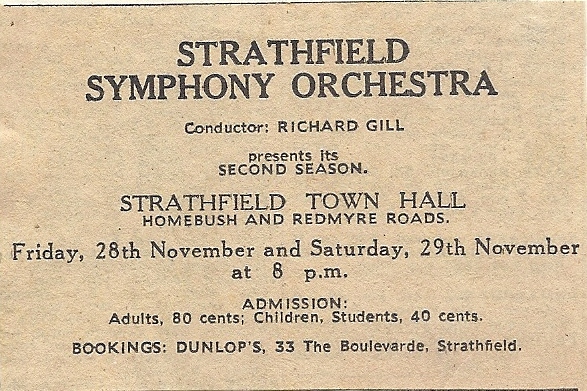 STRATHFIELD
SYMPHONY ORCHESTRA
Conductor: RICHARD GILL
presents its
SECOND SEASON.
STRATHFIELD TOWN HALL
HOMEBUSH AND REDMYRE ROADS.
Friday, 28th November and Saturday, 29th November
at 8 p.m.
ADMISSION:
Adults, 80 cents; Children, Students, 40 cents.
BOOKINGS: DUNLOP'S, 33 The Boulevarde, Strathfield.